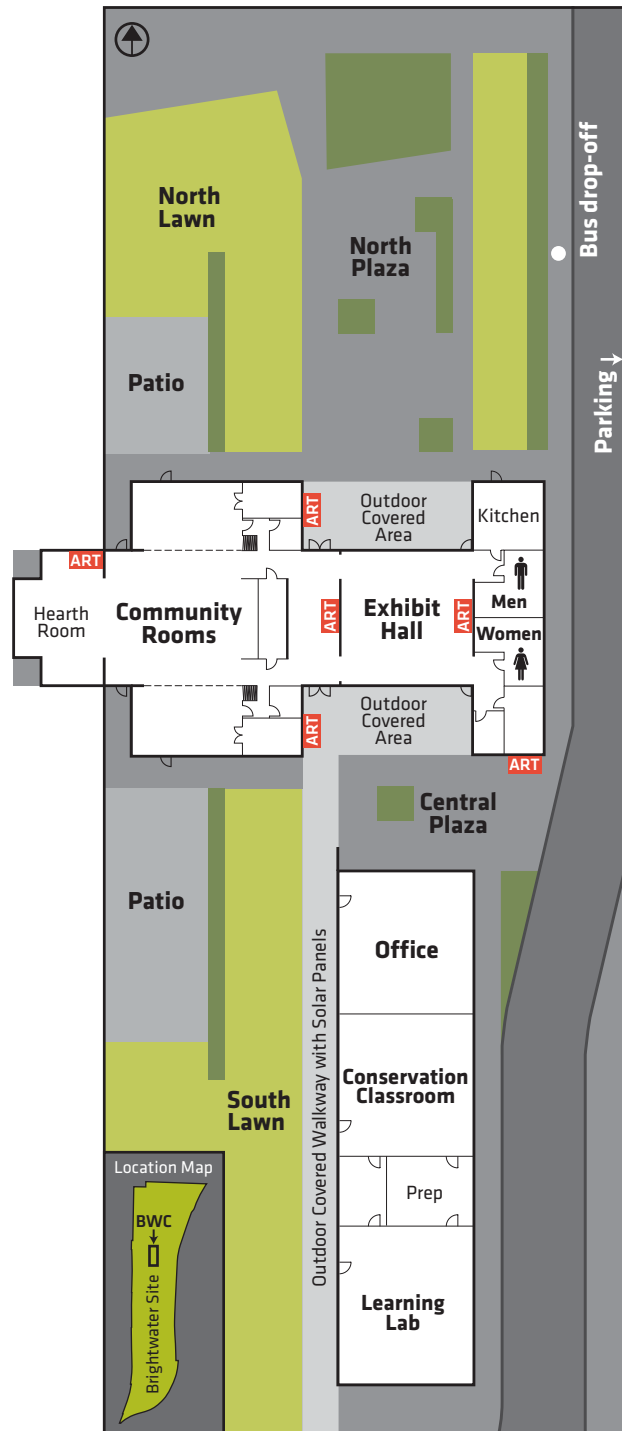 North
Lawn
North
Plaza
Bus drop-off
Patio
Parking
ART
Outdoor
Covered
Area
Kitchen
ART
Hearth
Room
Community
Rooms
ART
Exhibit
Hall
ART
Men
Women
ART
Outdoor
Covered
Area
ART
Central
Plaza
Patio
Office
Outdoor Covered Walkway with Solar Panels
Conservation
Classroom
South
Lawn
Prep
Learning
Lab
Location Map
BWC
Brightwater Site